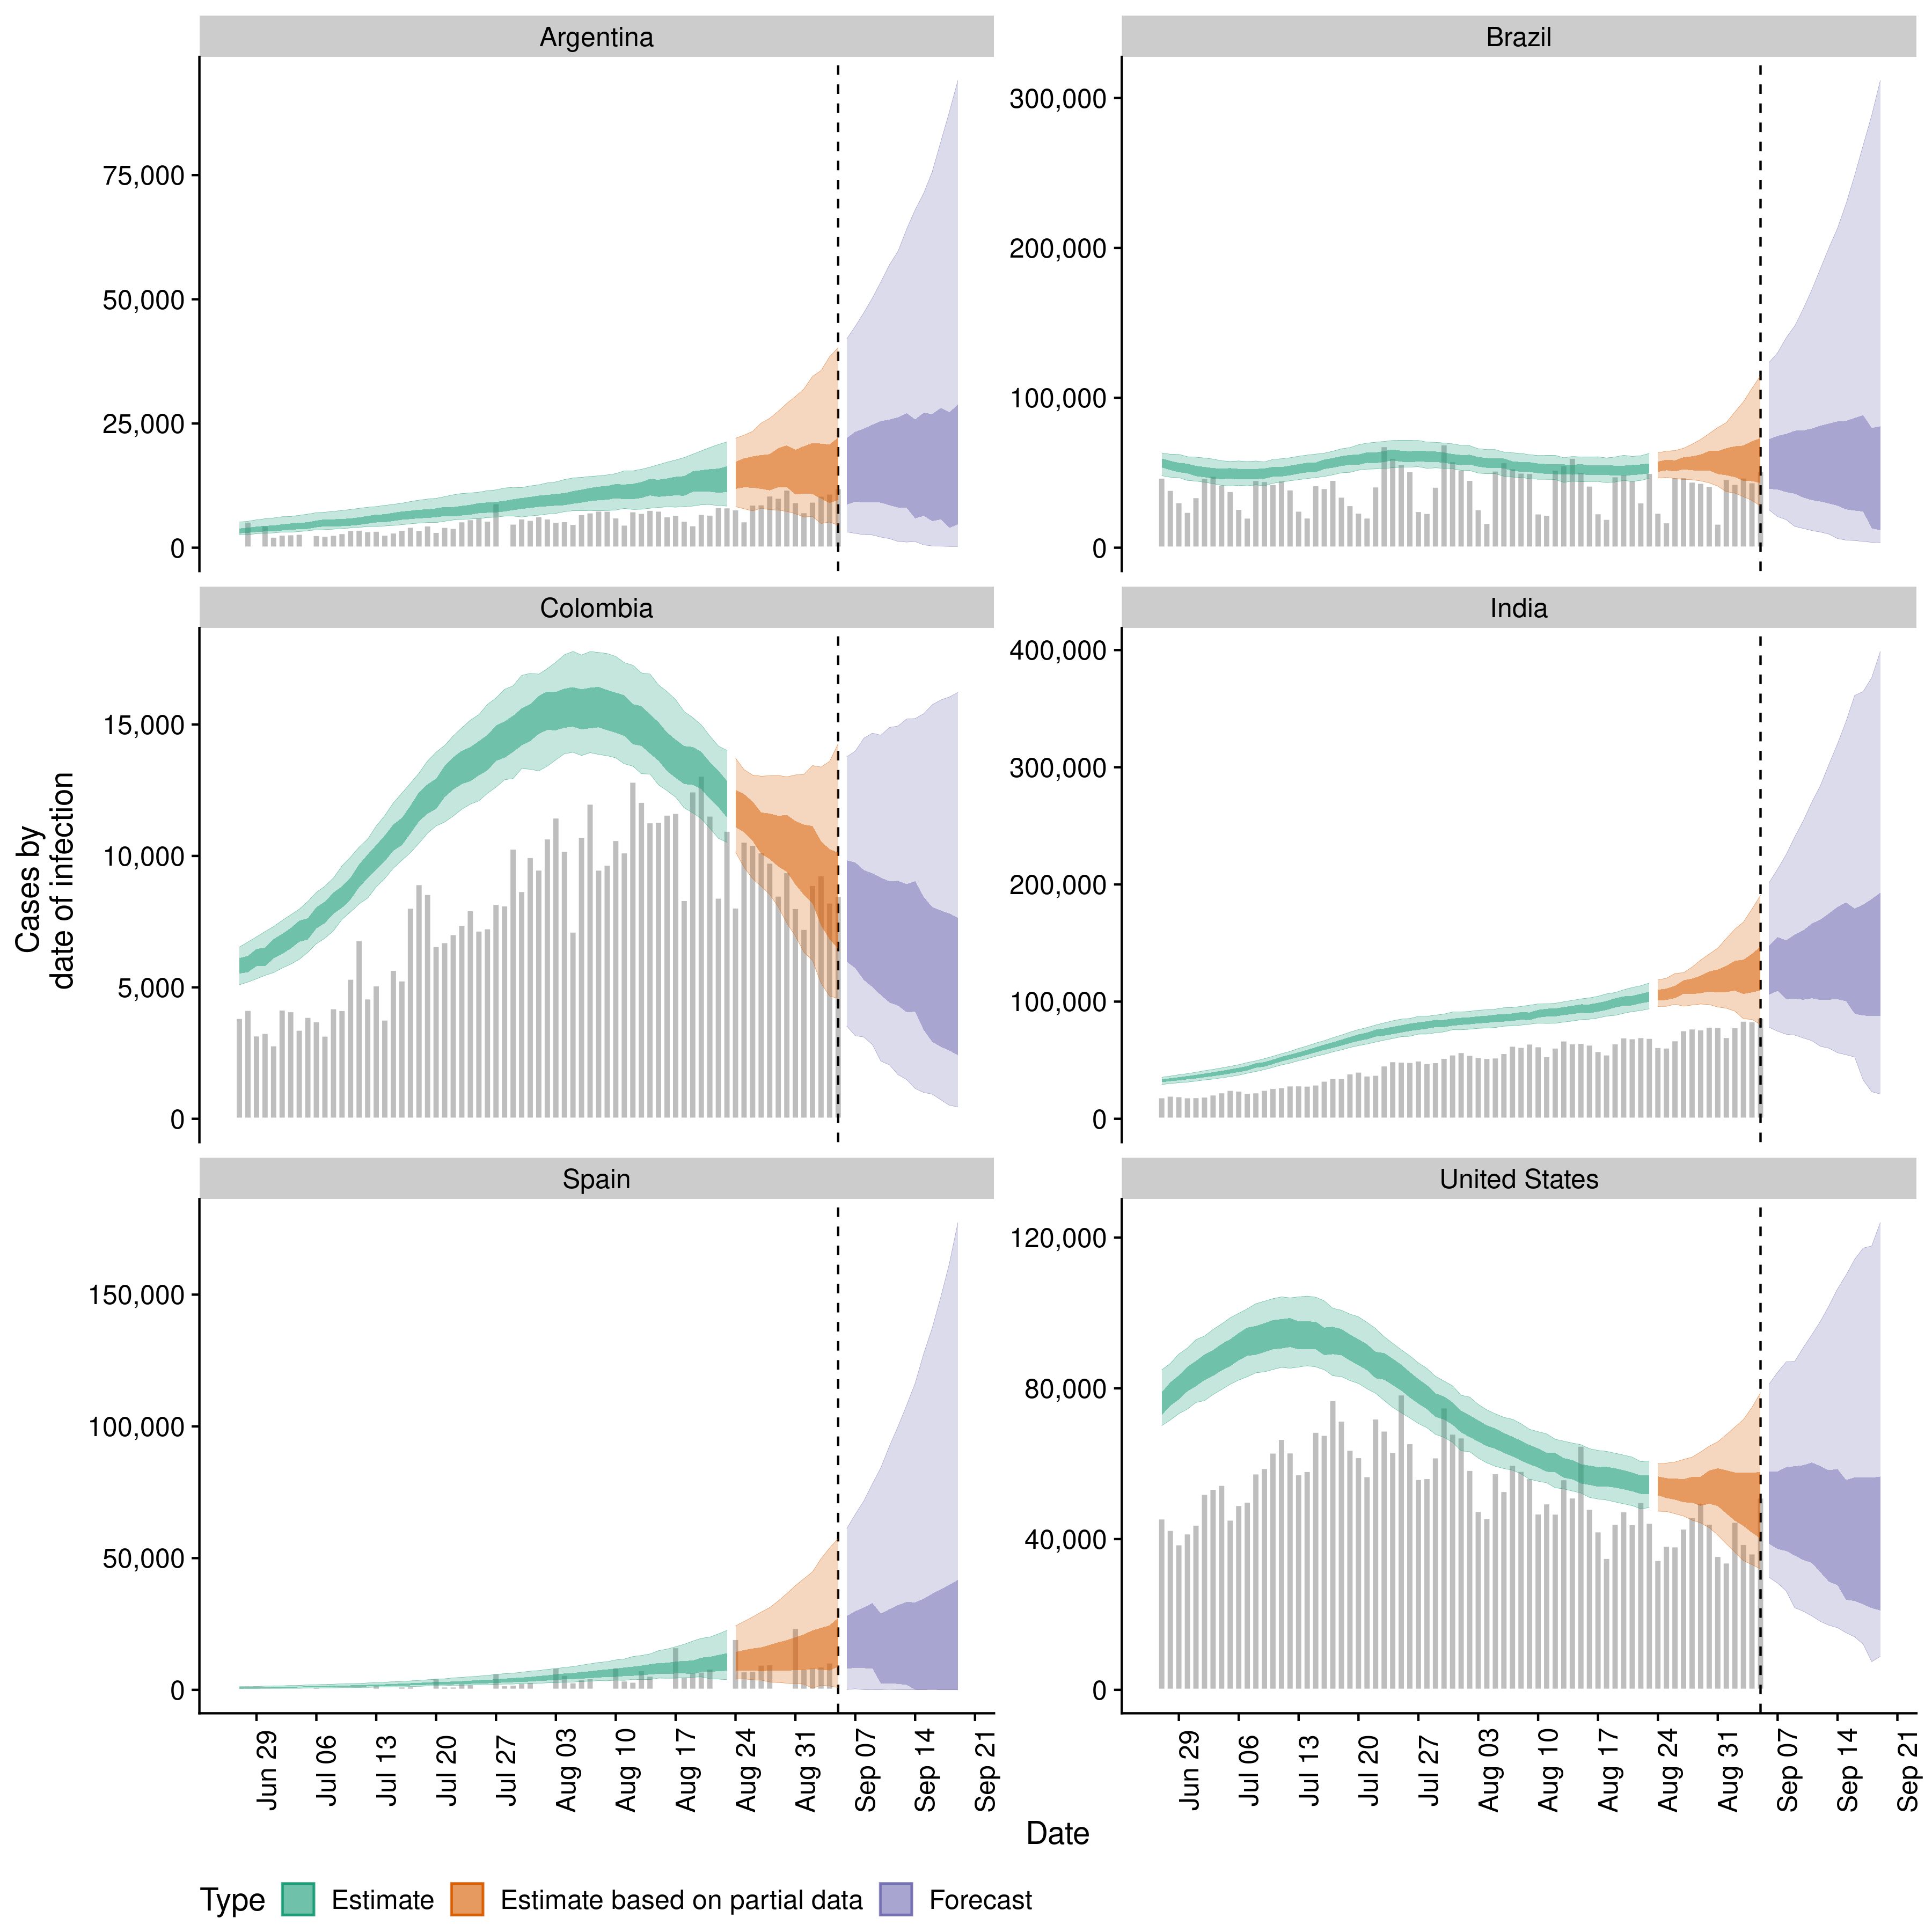 Argentina
Brazil
75,000
50,000
25,000
0
300,000
200,000
100,000
0
Colombia
India
15,000
10,000
5,000
0
400,000
300,000
200,000
100,000
0
Cases by
date of infection
Spain
United States
150,000
100,000
50,000
0
120,000
80,000
40,000
0
Jun 29
Jul 06
Jul 13
Jul 20
Jul 27
Aug 03
Aug 10
Aug 17
Aug 24
Aug 31
Sep 07
Sep 14
Sep 21
Jun 29
Jul 06
Jul 13
Jul 20
Jul 27
Aug 03
Aug 10
Aug 17
Aug 24
Aug 31
Sep 07
Sep 14
Sep 21
Date
Type Estimate Estimate based on partial data Forecast